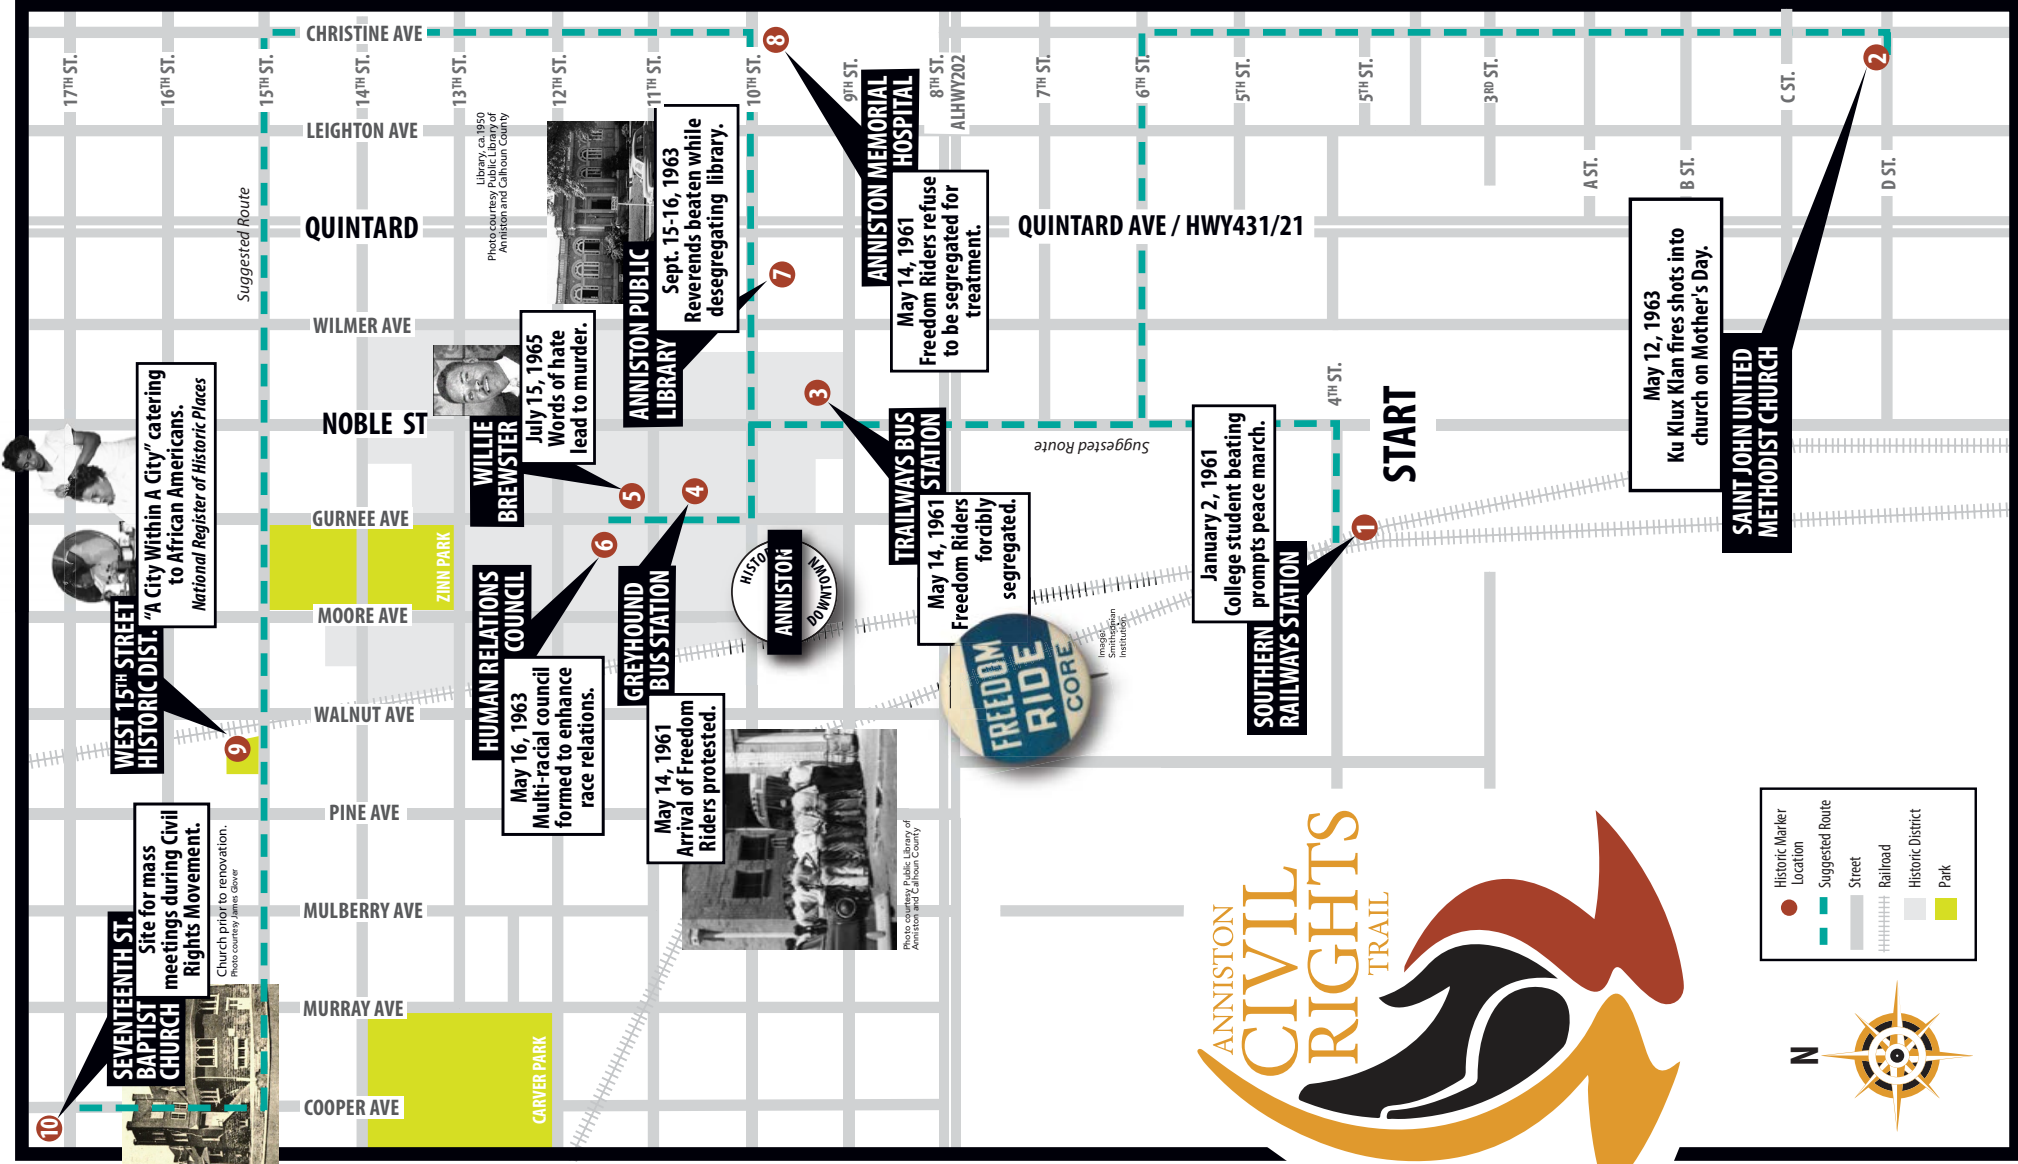 CHRISTINE AVE
LEIGHTON AVE
QUINTARD
QUINTARD AVE / HWY431/21
WILMER AVE
NOBLE ST
GURNEE AVE
MOORE AVE
WALNUT AVE
PINE AVE
MULBERRY AVE
MURRAY AVE
COOPER AVE
17TH ST.
16TH ST.
15TH ST.
14TH ST.
13TH ST.
12TH ST.
11TH ST.
10TH ST.
9TH ST.
8TH ST.
ALHWY202
7TH ST.
6TH ST.
5TH ST.
5TH ST.
3RD ST.
4TH ST.
A ST.
B ST.
C ST.
D ST.
Suggested Route
Suggested Route
START
1
SOUTHERN
RAILWAYS STATION
January 2, 1961
College student beating
prompts peace march.
2
SAINT JOHN UNITED
METHODIST CHURCH
May 12, 1963
Ku Klux Klan fires shots into
church on Mother's Day.
3
TRAILWAYS BUS
STATION
May 14, 1961
Freedom Riders
forcibly
segregated.
4
GREYHOUND
BUS STATION
May 14, 1961
Arrival of Freedom
Riders protested.
Photo courtesy Public Library of
Anniston and Calhoun County
5
WILLIE
BREWSTER
July 15, 1965
Words of hate
lead to murder.
6
HUMAN RELATIONS
COUNCIL
May 16, 1963
Multi-racial council
formed to enhance
race relations.
7
ANNISTON PUBLIC
LIBRARY
Sept. 15-16, 1963
Reverends beaten while
desegregating library.
Library, ca.1950
Photo courtesy Public Library of
Anniston and Calhoun County
8
ANNISTON MEMORIAL
HOSPITAL
May 14, 1961
Freedom Riders refuse
to be segregated for
treatment.
9
WEST 15TH STREET
HISTORIC DIST.
"A City Within A City" catering
to African Americans.
National Register of Historic Places
10
SEVENTEENTH ST.
BAPTIST
CHURCH
Site for mass
meetings during Civil
Rights Movement.
Church prior to renovation.
Photo courtesy James Glover
ZINN PARK
CARVER PARK
HISTO
ANNISTON
DOWNTOWN
FREEDOM
RIDE
CORE
Image:
Smithsonian
Institution
ANNISTON
CIVIL
RIGHTS
TRAIL
Historic Marker
Location
Suggested Route
Street
Railroad
Historic District
Park
N